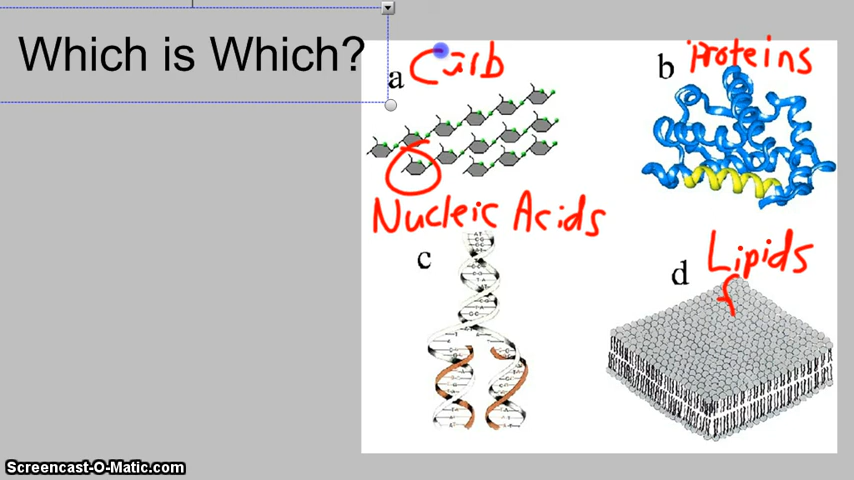 Which is Which?
a Carb
b Proteins
Nucleic Acids
c
d Lipids
Screencast-O-Matic.com